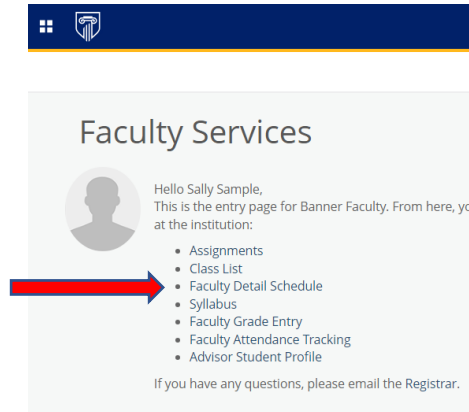 Faculty Services
Hello Sally Sample,
This is the entry page for Banner Faculty. From here, yo
at the institution:
Assignments
Class List
Faculty Detail Schedule
Syllabus
Faculty Grade Entry
Faculty Attendance Tracking
Advisor Student Profile
If you have any questions, please email the Registrar.